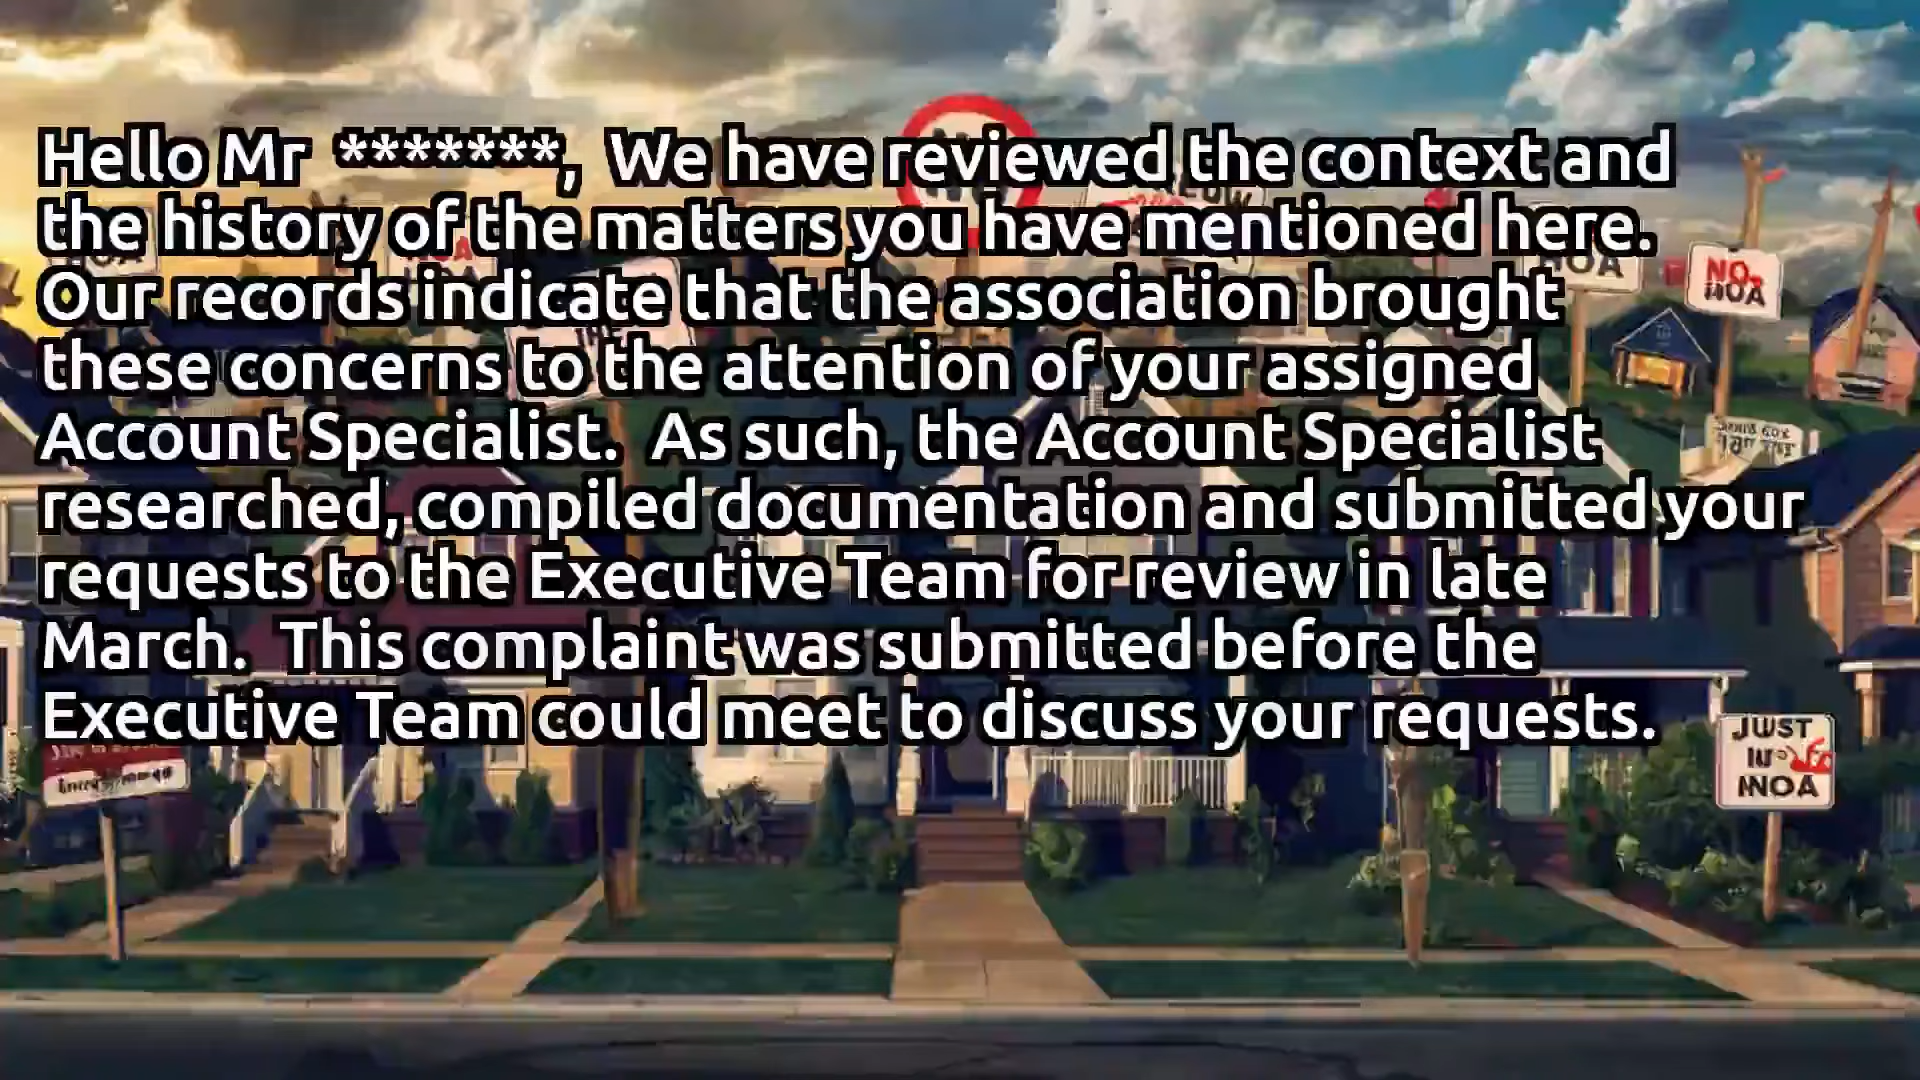 Hello Mr *******, We have reviewed the context and
the history of the matters you have mentioned here.
Our records indicate that the association brought
these concerns to the attention of your assigned
Account Specialist. As such, the Account Specialist
researched, compiled documentation and submitted your
requests to the Executive Team for review in late
March. This complaint was submitted before the
Executive Team could meet to discuss your requests.
HOA
NO
HOA
THE
JWST